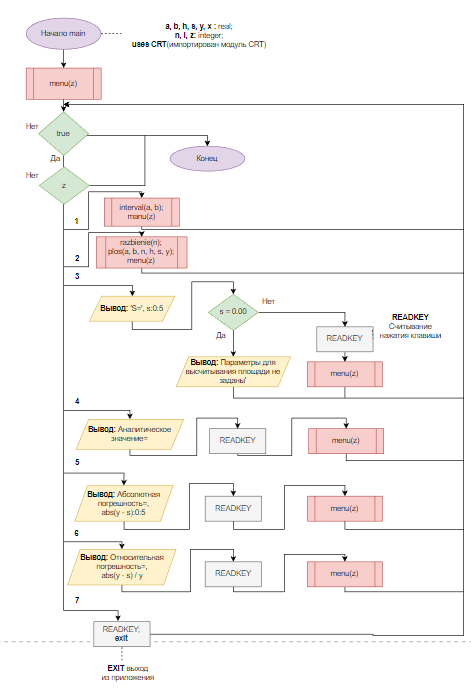 Начало main
a, b, h, s, y, x : real;
n, l, z: integer;
uses CRT(импортирован модуль CRT)
menu(z)
Нет
true
Да
Конец
Нет
z
1
interval(a, b);
manu(z)
2
razbienie(n);
plos(a, b, n, h, s, y);
menu(z)
3
Вывод: 'S=', s:0:5
s = 0.00
Нет
Да
READKEY
READKEY
Считывание
нажатия клавиши
Вывод: Параметры для
высчитывания площади не
заданы'
menu(z)
4
Вывод: Аналитическое
значение=
READKEY
menu(z)
5
Вывод: Абсолютная
погрешность=,
abs(y - s):0:5
READKEY
menu(z)
6
Вывод: Относительная
погрешность=,
abs(y - s) / y
READKEY
menu(z)
7
READKEY;
exit
EXIT выход
из приложения